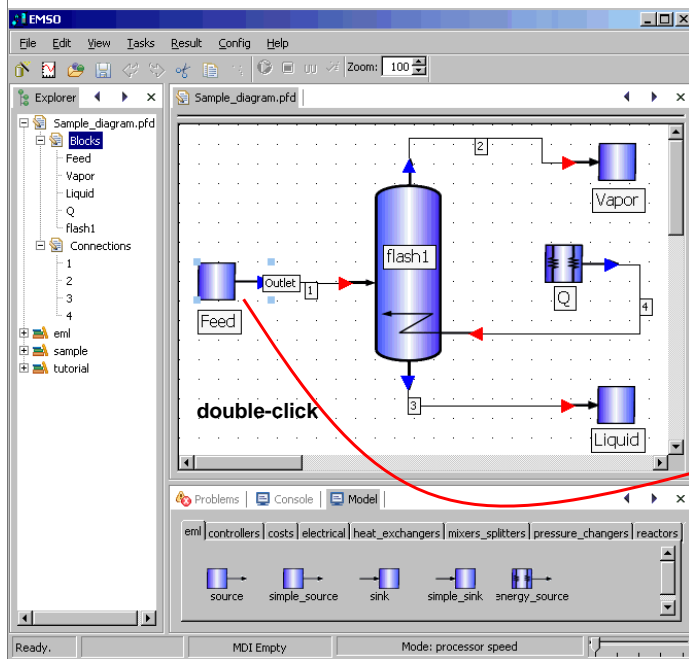 EMSO
File Edit View Tasks Result Config Help
Zoom: 100
Explorer
Sample_diagram.pfd
Sample_diagram.pfd
Blocks
Feed
Vapor
Liquid
Q
flash1
Connections
1
2
3
4
eml
sample
tutorial
2
Vapor
flash1
Q
Outlet
1
Feed
4
double-click
3
Liquid
Problems Console Model
eml controllers costs electrical heat_exchangers mixers_splitters pressure_changers reactors
source simple_source sink simple_sink energy_source
Ready. MDI Empty Mode: processor speed